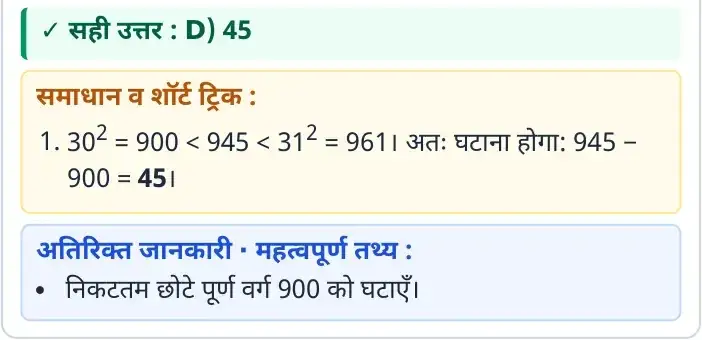 ✓ सही उत्तर : D) 45
समाधान व शॉर्ट ट्रिक :
1. 30² = 900 < 945 < 31² = 961। अतः घटाना होगा: 945 −
900 = 45।
अतिरिक्त जानकारी · महत्वपूर्ण तथ्य :
• निकटतम छोटे पूर्ण वर्ग 900 को घटाएँ।